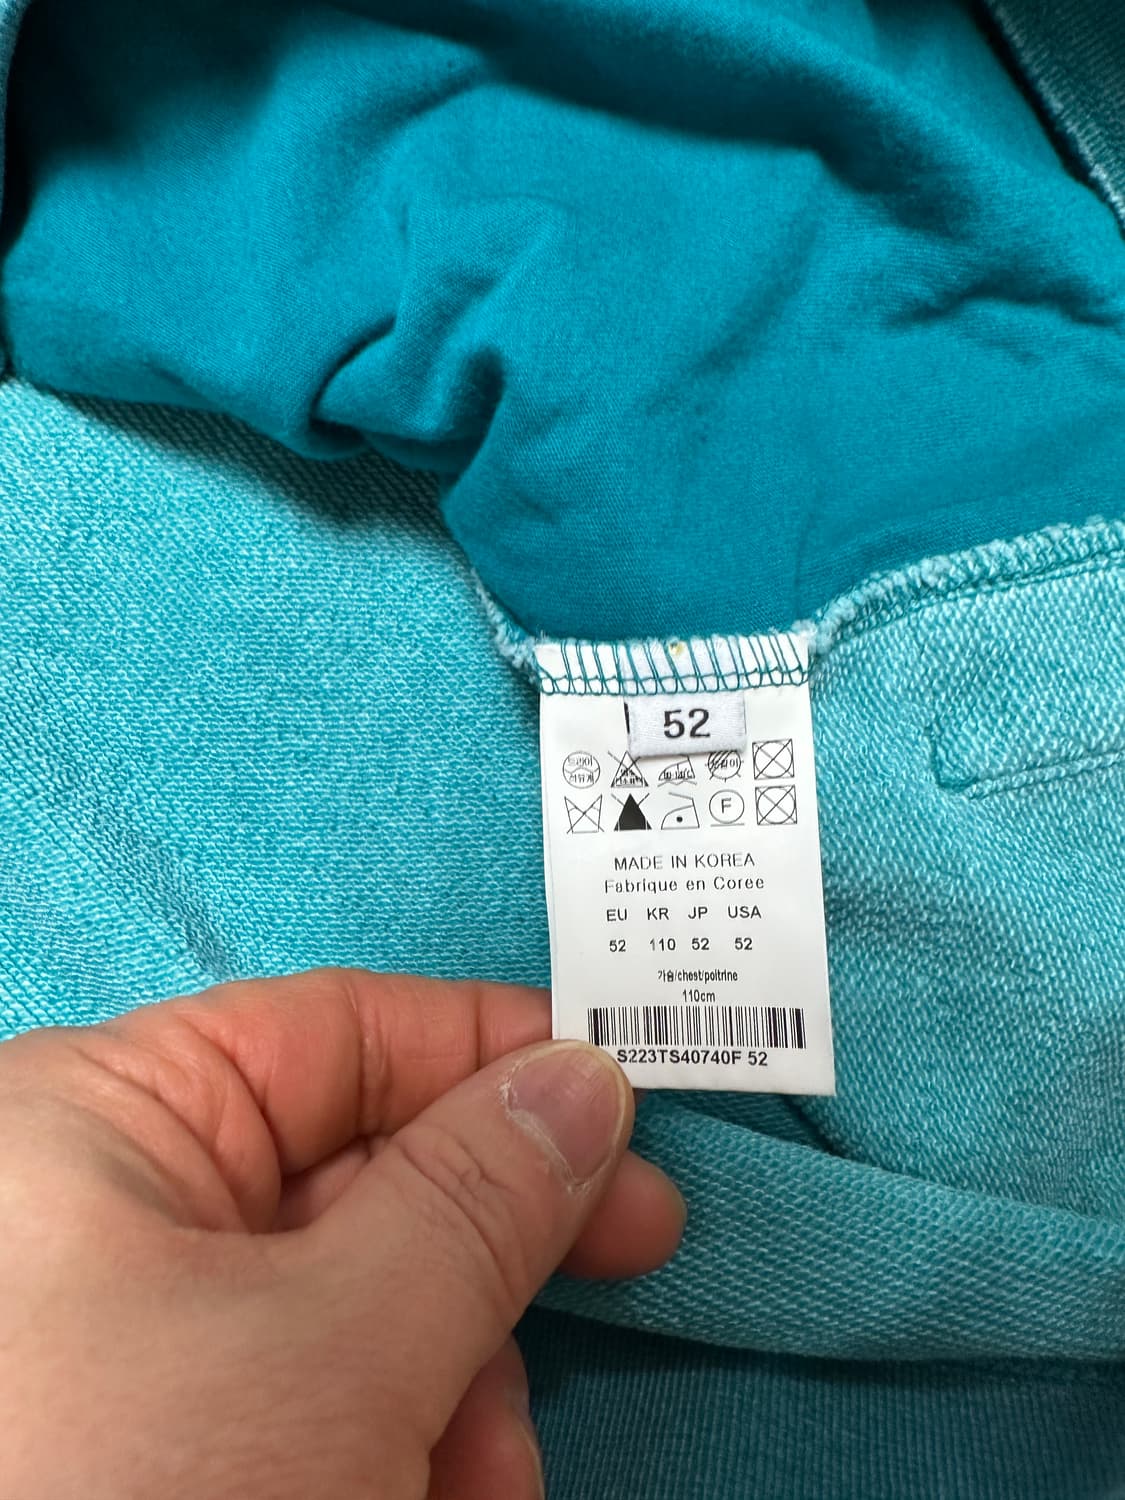 52
F
MADE IN KOREA
Fabrique en Coree
EU KR JP USA
52 110 52 52
가슴/chest/poitrine
110cm
S223TS40740F 52